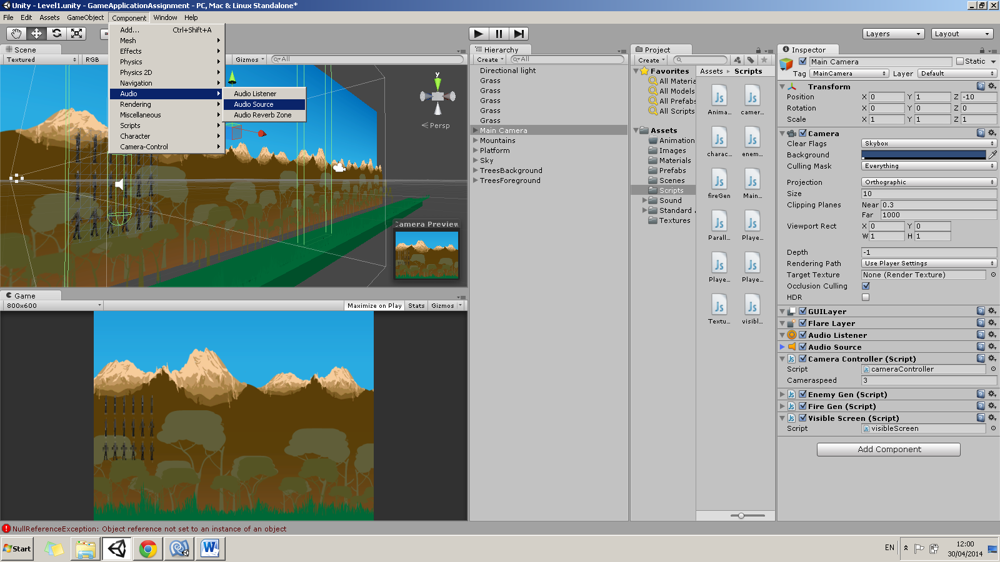 Unity - Level1.unity - GameApplicationAssignment - PC, Mac & Linux Standalone*
File Edit Assets GameObject Component Window Help
Add... Ctrl+Shift+A
Mesh
Effects
Physics
Physics 2D
Navigation
Audio
Rendering
Miscellaneous
Scripts
Character
Camera-Control
Audio Listener
Audio Source
Audio Reverb Zone
Layers
Layout
Scene
Textured RGB Gizmos All
y
Persp
Camera Preview
Game
800x600 Maximize on Play Stats Gizmos
Hierarchy
Create All
Directional light
Grass
Grass
Grass
Grass
Grass
Main Camera
Mountains
Platform
Sky
TreesBackground
TreesForeground
Project
Create
Favorites
All Materia
All Models
All Prefabs
All Scripts
Assets
Animation
Images
Materials
Prefabs
Scenes
Scripts
Sound
Standard
Textures
Assets Scripts
Anima... camer...
charac... enem...
fireGen Main...
Parall... Playe...
Playe... Playe...
Textu... visibl...
Inspector
Main Camera Static
Tag MainCamera Layer Default
Transform
Position X 0 Y 1 Z -10
Rotation X 0 Y 0 Z 0
Scale X 1 Y 1 Z 1
Camera
Clear Flags Skybox
Background
Culling Mask Everything
Projection Orthographic
Size 10
Clipping Planes Near 0.3
Far 1000
Viewport Rect X 0 Y 0
W 1 H 1
Depth -1
Rendering Path Use Player Settings
Target Texture None (Render Texture)
Occlusion Culling
HDR
GUILayer
Flare Layer
Audio Listener
Audio Source
Camera Controller (Script)
Script cameraController
Cameraspeed 3
Enemy Gen (Script)
Fire Gen (Script)
Visible Screen (Script)
Script visibleScreen
Add Component
NullReferenceException: Object reference not set to an instance of an object
Start
EN
12:00
30/04/2014